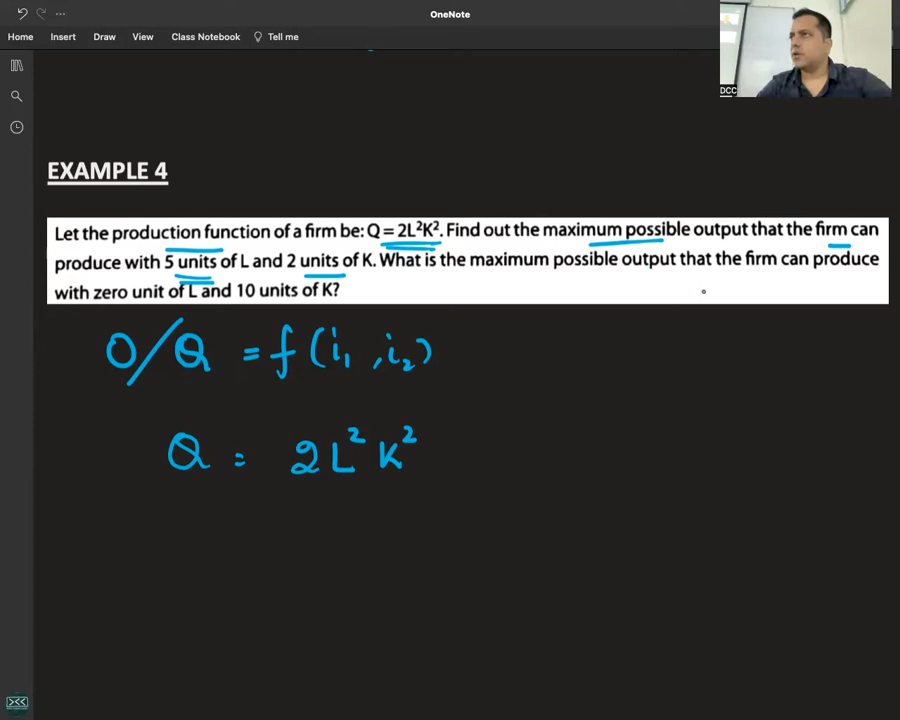 OneNote
Home Insert Draw View Class Notebook Tell me
DCC
EXAMPLE 4
Let the production function of a firm be: Q = 2L²K². Find out the maximum possible output that the firm can
produce with 5 units of L and 2 units of K. What is the maximum possible output that the firm can produce
with zero unit of L and 10 units of K?
O/Q = f(i₁, i₂)
Q = 2L²K²